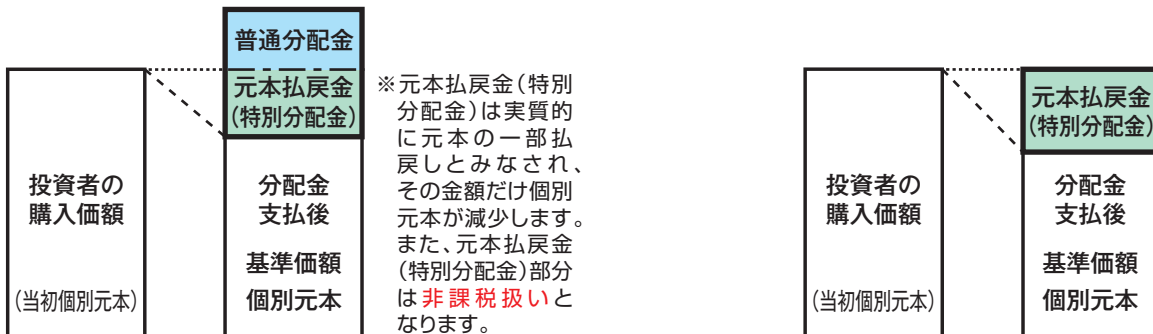 普通分配金
元本払戻金
(特別分配金)
投資者の
購入価額
(当初個別元本)
分配金
支払後
基準価額
個別元本
※元本払戻金(特別
分配金)は実質的
に元本の一部払
戻しとみなされ、
その金額だけ個別
元本が減少します。
また、元本払戻金
(特別分配金)部分
は非課税扱いと
なります。
投資者の
購入価額
(当初個別元本)
元本払戻金
(特別分配金)
分配金
支払後
基準価額
個別元本